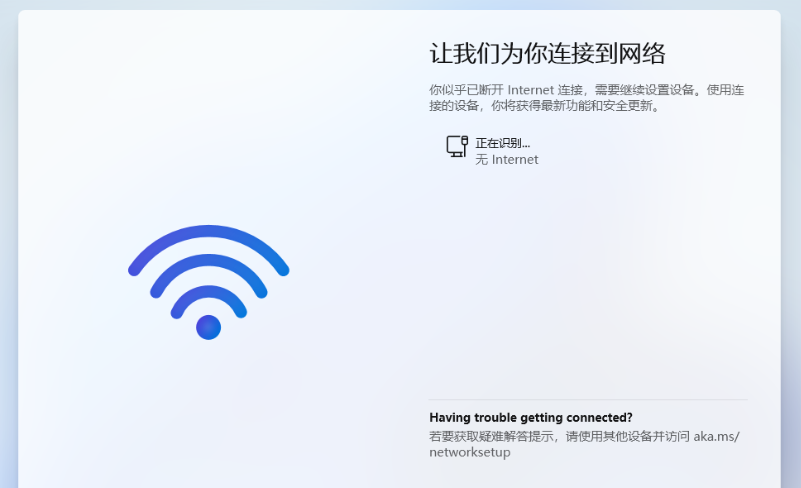 让我们为你连接到网络
你似乎已断开 Internet 连接，需要继续设置设备。使用连
接的设备，你将获得最新功能和安全更新。
正在识别...
无 Internet
Having trouble getting connected?
若要获取疑难解答提示，请使用其他设备并访问 aka.ms/
networksetup